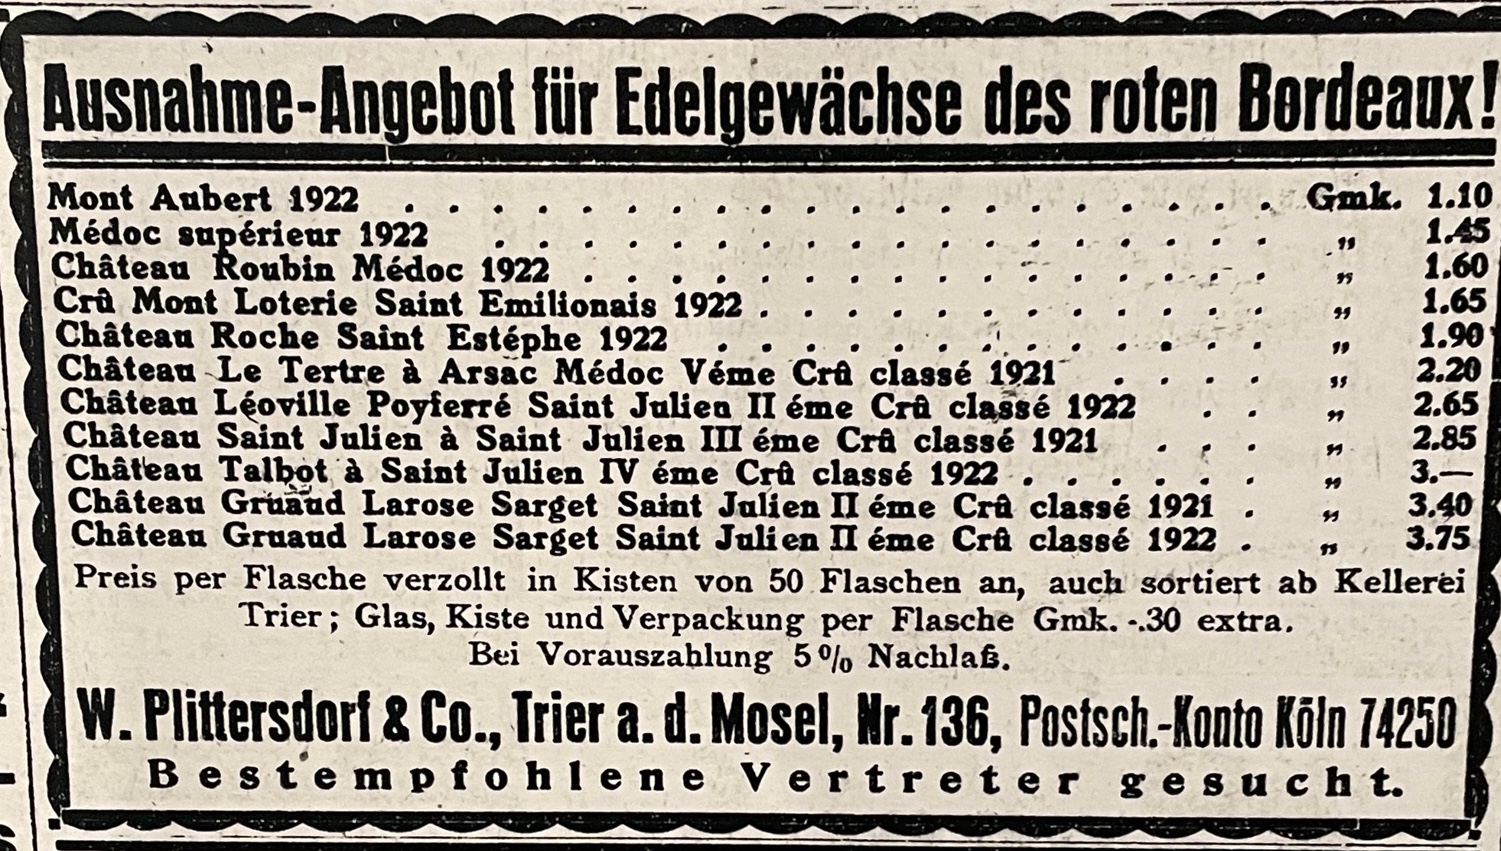 Ausnahme-Angebot für Edelgewächse des roten Bordeaux!
Mont Aubert 1922 . . . . . . . . . . . . . . . . . . . . Gmk. 1.10
Médoc supérieur 1922 . . . . . . . . . . . . . . . . . . „ 1.45
Château Roubin Médoc 1922 . . . . . . . . . . . . . . . . „ 1.60
Crû Mont Loterie Saint Emilionais 1922 . . . . . . . . . . . . „ 1.65
Château Roche Saint Estéphe 1922 . . . . . . . . . . . . . „ 1.90
Château Le Tertre à Arsac Médoc Véme Crû classé 1921 . . . . „ 2.20
Château Léoville Poyferré Saint Julien II éme Crû classé 1922 . . „ 2.65
Château Saint Julien à Saint Julien III éme Crû classé 1921 . . . „ 2.85
Château Talbot à Saint Julien IV éme Crû classé 1922 . . . . . . „ 3.—
Château Gruaud Larose Sarget Saint Julien II éme Crû classé 1921 . „ 3.40
Château Gruaud Larose Sarget Saint Julien II éme Crû classé 1922 . „ 3.75
Preis per Flasche verzollt in Kisten von 50 Flaschen an, auch sortiert ab Kellerei
Trier; Glas, Kiste und Verpackung per Flasche Gmk. -.30 extra.
Bei Vorauszahlung 5% Nachlaß.
W. Plittersdorf & Co., Trier a. d. Mosel, Nr. 136, Postsch.-Konto Köln 74250
Bestempfohlene Vertreter gesucht.